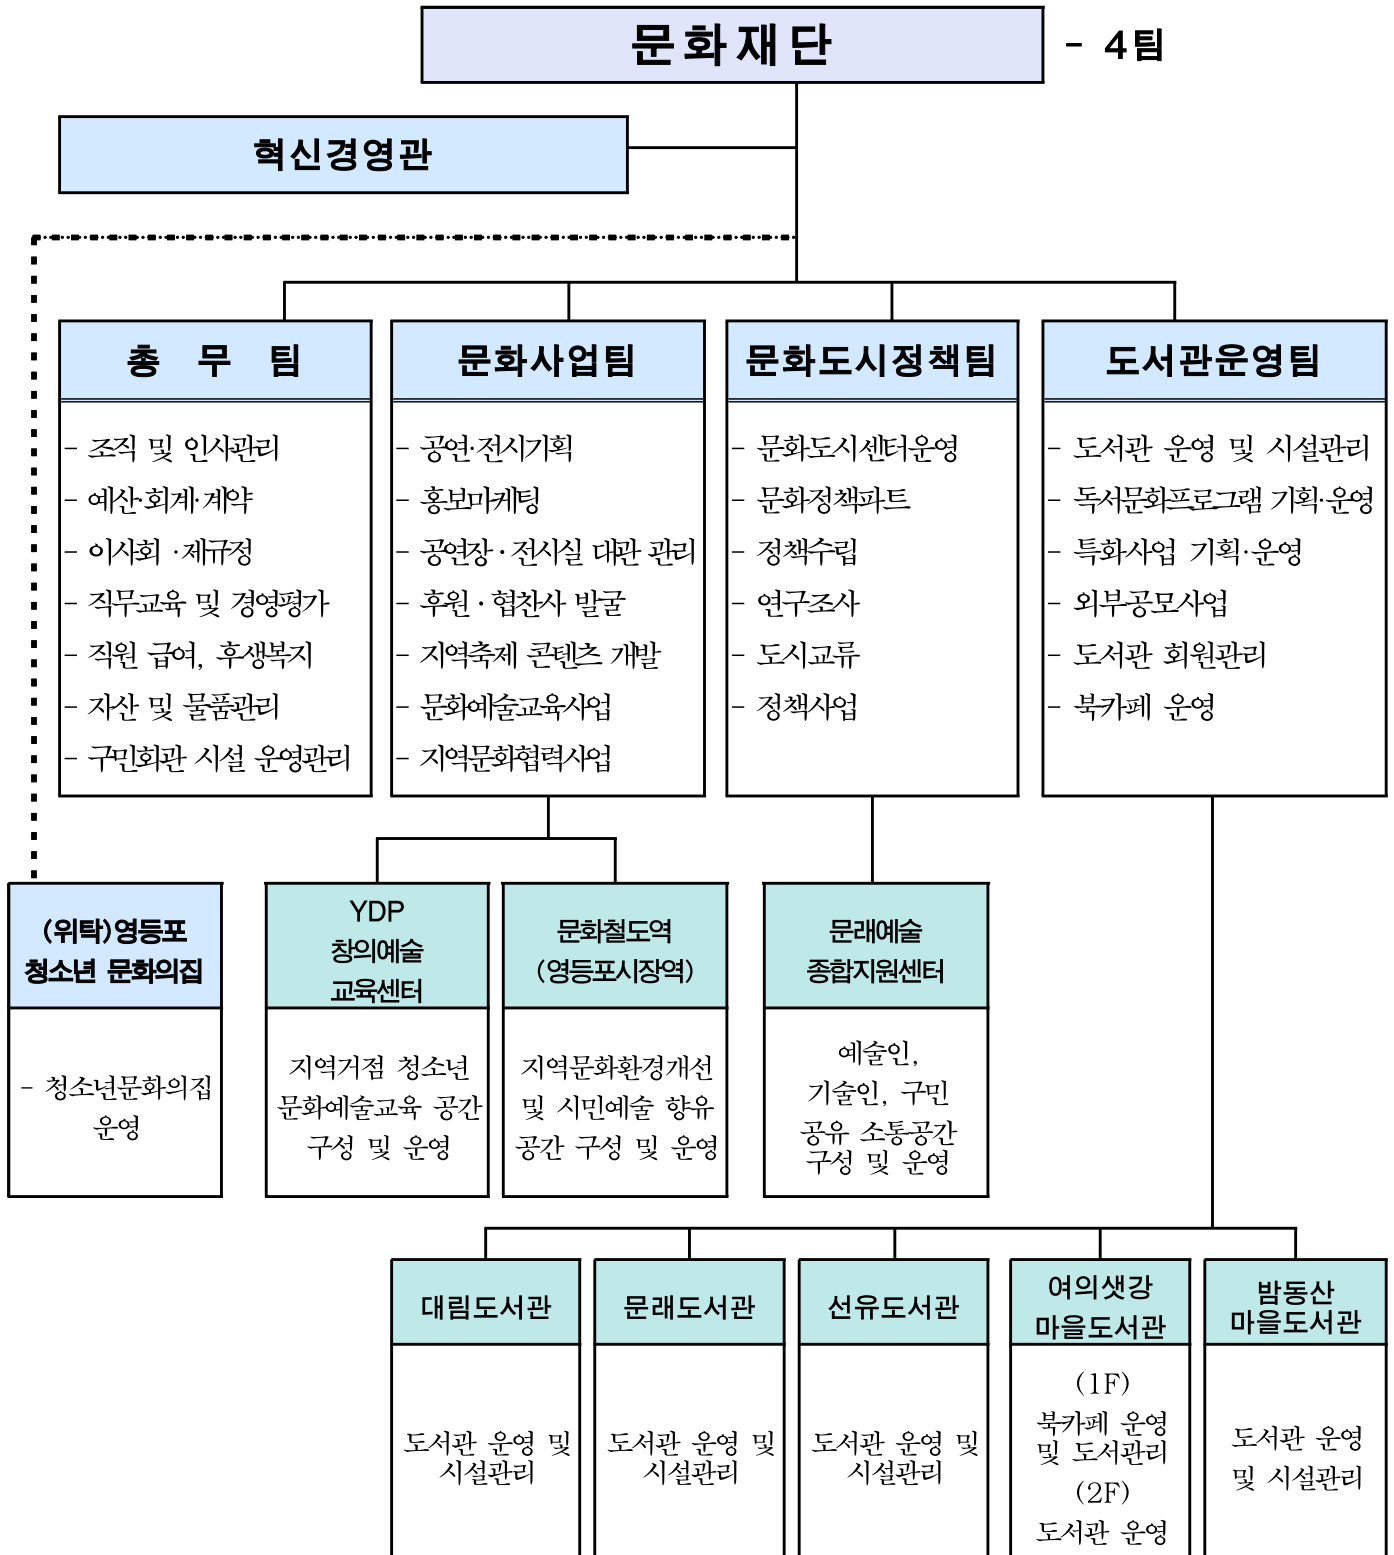 문화재단
- 4팀
혁신경영관
총 무 팀
- 조직 및 인사관리
- 예산·회계·계약
- 이사회 ·제규정
- 직무교육 및 경영평가
- 직원 급여, 후생복지
- 자산 및 물품관리
- 구민회관 시설 운영관리
문화사업팀
- 공연·전시기획
- 홍보마케팅
- 공연장·전시실 대관 관리
- 후원·협찬사 발굴
- 지역축제 콘텐츠 개발
- 문화예술교육사업
- 지역문화협력사업
문화도시정책팀
- 문화도시센터운영
- 문화정책파트
- 정책수립
- 연구조사
- 도시교류
- 정책사업
도서관운영팀
- 도서관 운영 및 시설관리
- 독서문화프로그램 기획·운영
- 특화사업 기획·운영
- 외부공모사업
- 도서관 회원관리
- 북카페 운영
(위탁)영등포
청소년 문화의집
- 청소년문화의집
운영
YDP
창의예술
교육센터
지역거점 청소년
문화예술교육 공간
구성 및 운영
문화철도역
(영등포시장역)
지역문화환경개선
및 시민예술 향유
공간 구성 및 운영
문래예술
종합지원센터
예술인,
기술인, 구민
공유 소통공간
구성 및 운영
대림도서관
도서관 운영 및
시설관리
문래도서관
도서관 운영 및
시설관리
선유도서관
도서관 운영 및
시설관리
여의샛강
마을도서관
(1F)
북카페 운영
및 도서관리
(2F)
도서관 운영
밤동산
마을도서관
도서관 운영
및 시설관리